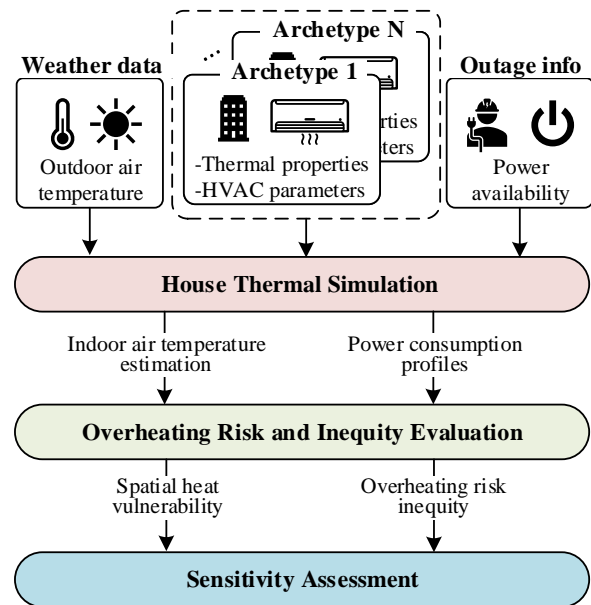 Archetype N
Weather data
Archetype 1
Outage info
Outdoor air
temperature
-Thermal properties
-HVAC parameters
Power
availability
House Thermal Simulation
Indoor air temperature
estimation
Power consumption
profiles
Overheating Risk and Inequity Evaluation
Spatial heat
vulnerability
Overheating risk
inequity
Sensitivity Assessment